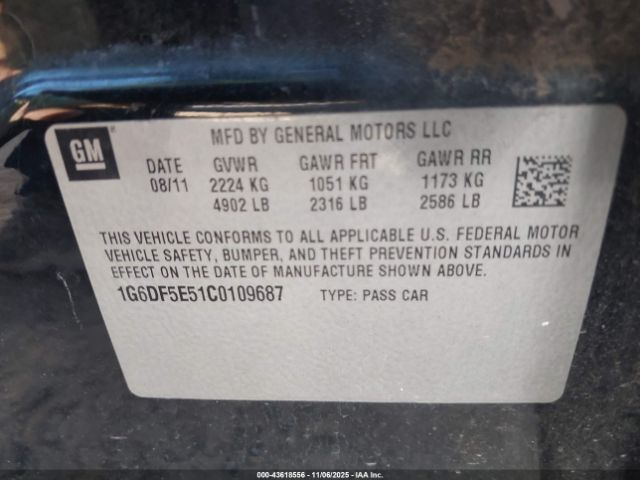 GM
MFD BY GENERAL MOTORS LLC
DATE GVWR GAWR FRT GAWR RR
08/11 2224 KG 1051 KG 1173 KG
4902 LB 2316 LB 2586 LB
THIS VEHICLE CONFORMS TO ALL APPLICABLE U.S. FEDERAL MOTOR
VEHICLE SAFETY, BUMPER, AND THEFT PREVENTION STANDARDS IN
EFFECT ON THE DATE OF MANUFACTURE SHOWN ABOVE.
1G6DF5E51C0109687 TYPE: PASS CAR
000-43618556 - 11/06/2025 - IAAI.COM